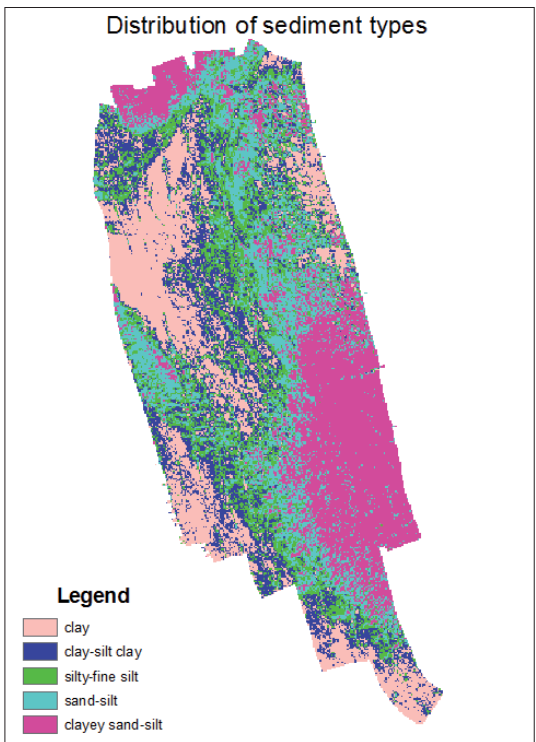 Distribution of sediment types
Legend
clay
clay-silt clay
silty-fine silt
sand-silt
clayey sand-silt